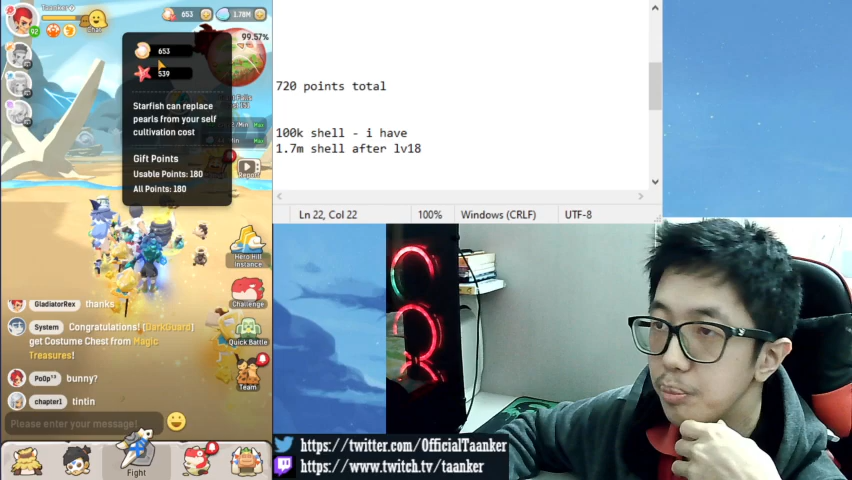 Taanker
92
Chat
653
1.78M
99.57%
653
539
Starfish can replace
pearls from your self
cultivation cost
Gift Points
Usable Points: 180
All Points: 180
Max
Max
Hero Hill
Instance
Challenge
Quick Battle
Team
GladiatorRex thanks
System Congratulations! (DarkGuard)
get Costume Chest from Magic
Treasures!
bunny?
chapter1 tintin
Please enter your message!
Fight
720 points total
100k shell - i have
1.7m shell after lv18
Ln 22, Col 22
100%
Windows (CRLF)
UTF-8
https://twitter.com/OfficialTaanker
https://www.twitch.tv/taanker